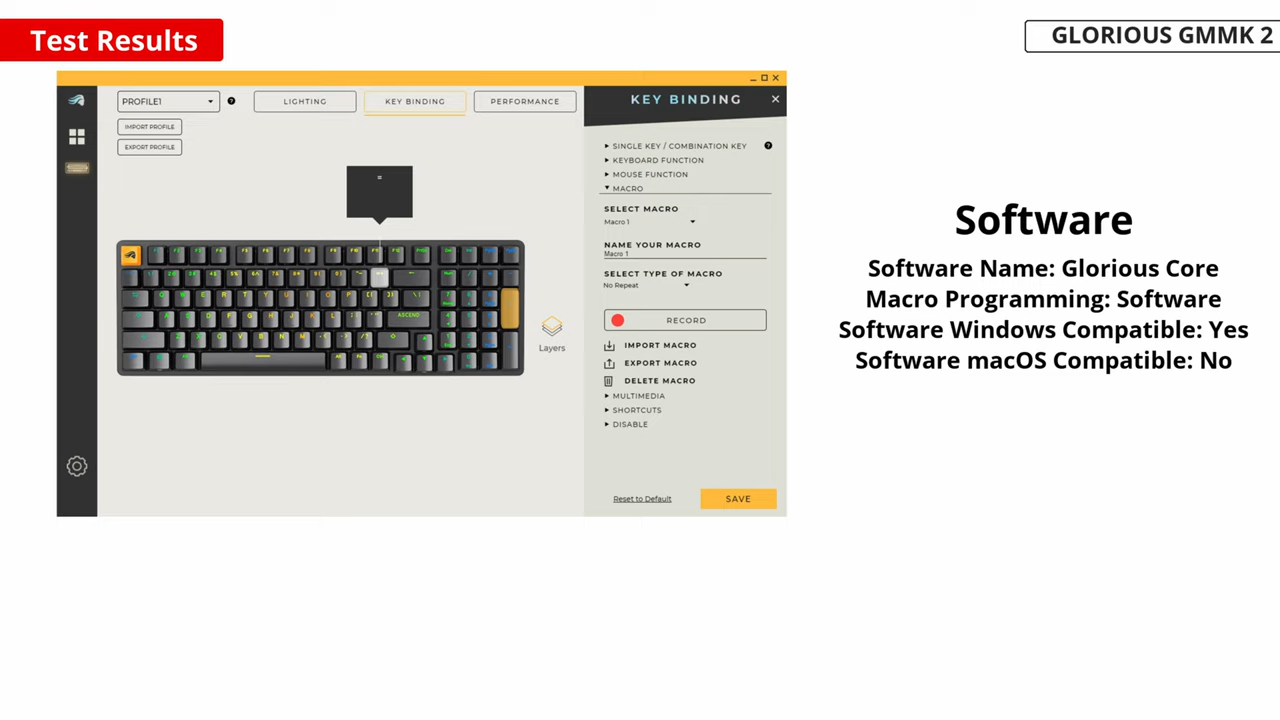 Test Results
GLORIOUS GMMK 2
PROFILE1
LIGHTING
KEY BINDING
PERFORMANCE
IMPORT PROFILE
EXPORT PROFILE
=
ASCEND
Layers
KEY BINDING
SINGLE KEY / COMBINATION KEY
KEYBOARD FUNCTION
MOUSE FUNCTION
MACRO
SELECT MACRO
Macro 1
NAME YOUR MACRO
Macro 1
SELECT TYPE OF MACRO
No Repeat
RECORD
IMPORT MACRO
EXPORT MACRO
DELETE MACRO
MULTIMEDIA
SHORTCUTS
DISABLE
Reset to Default
SAVE
Software
Software Name: Glorious Core
Macro Programming: Software
Software Windows Compatible: Yes
Software macOS Compatible: No